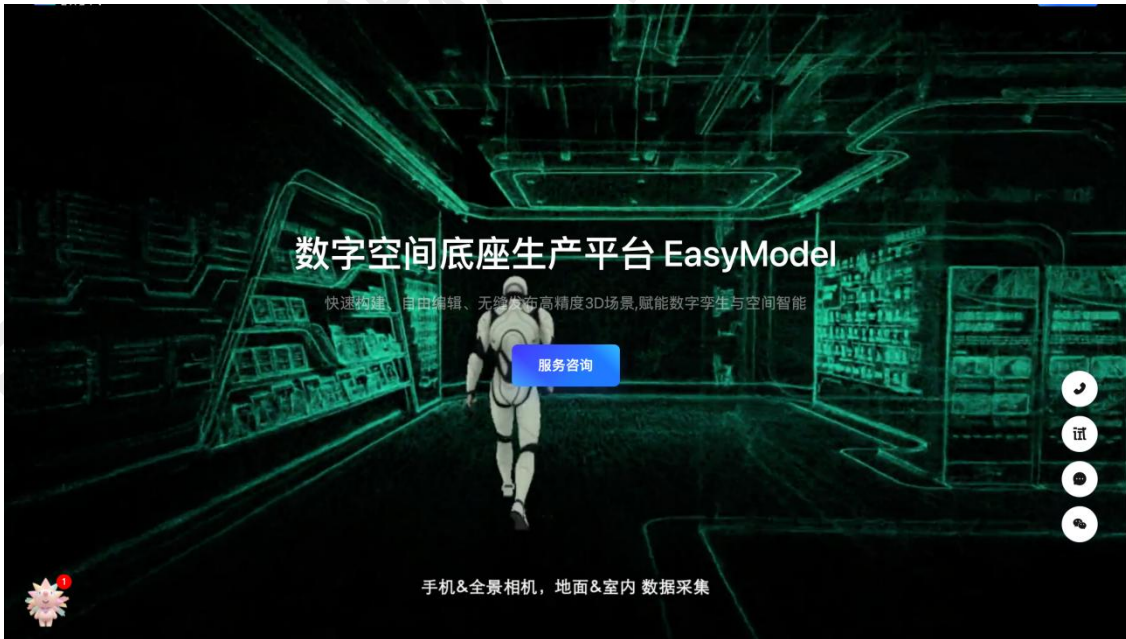 数字空间底座生产平台 EasyModel
快速构建、自由编辑、无缝发布高精度3D场景,赋能数字孪生与空间智能
服务咨询
试
手机&全景相机，地面&室内 数据采集
1